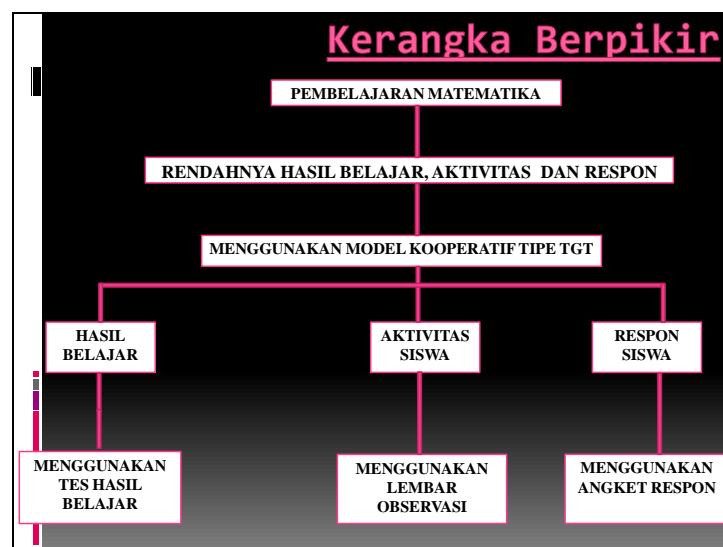 Kerangka Berpikir
PEMBELAJARAN MATEMATIKA
RENDAHNYA HASIL BELAJAR, AKTIVITAS DAN RESPON
MENGGUNAKAN MODEL KOOPERATIF TIPE TGT
HASIL
BELAJAR
AKTIVITAS
SISWA
RESPON
SISWA
MENGGUNAKAN
TES HASIL
BELAJAR
MENGGUNAKAN
LEMBAR
OBSERVASI
MENGGUNAKAN
ANGKET RESPON